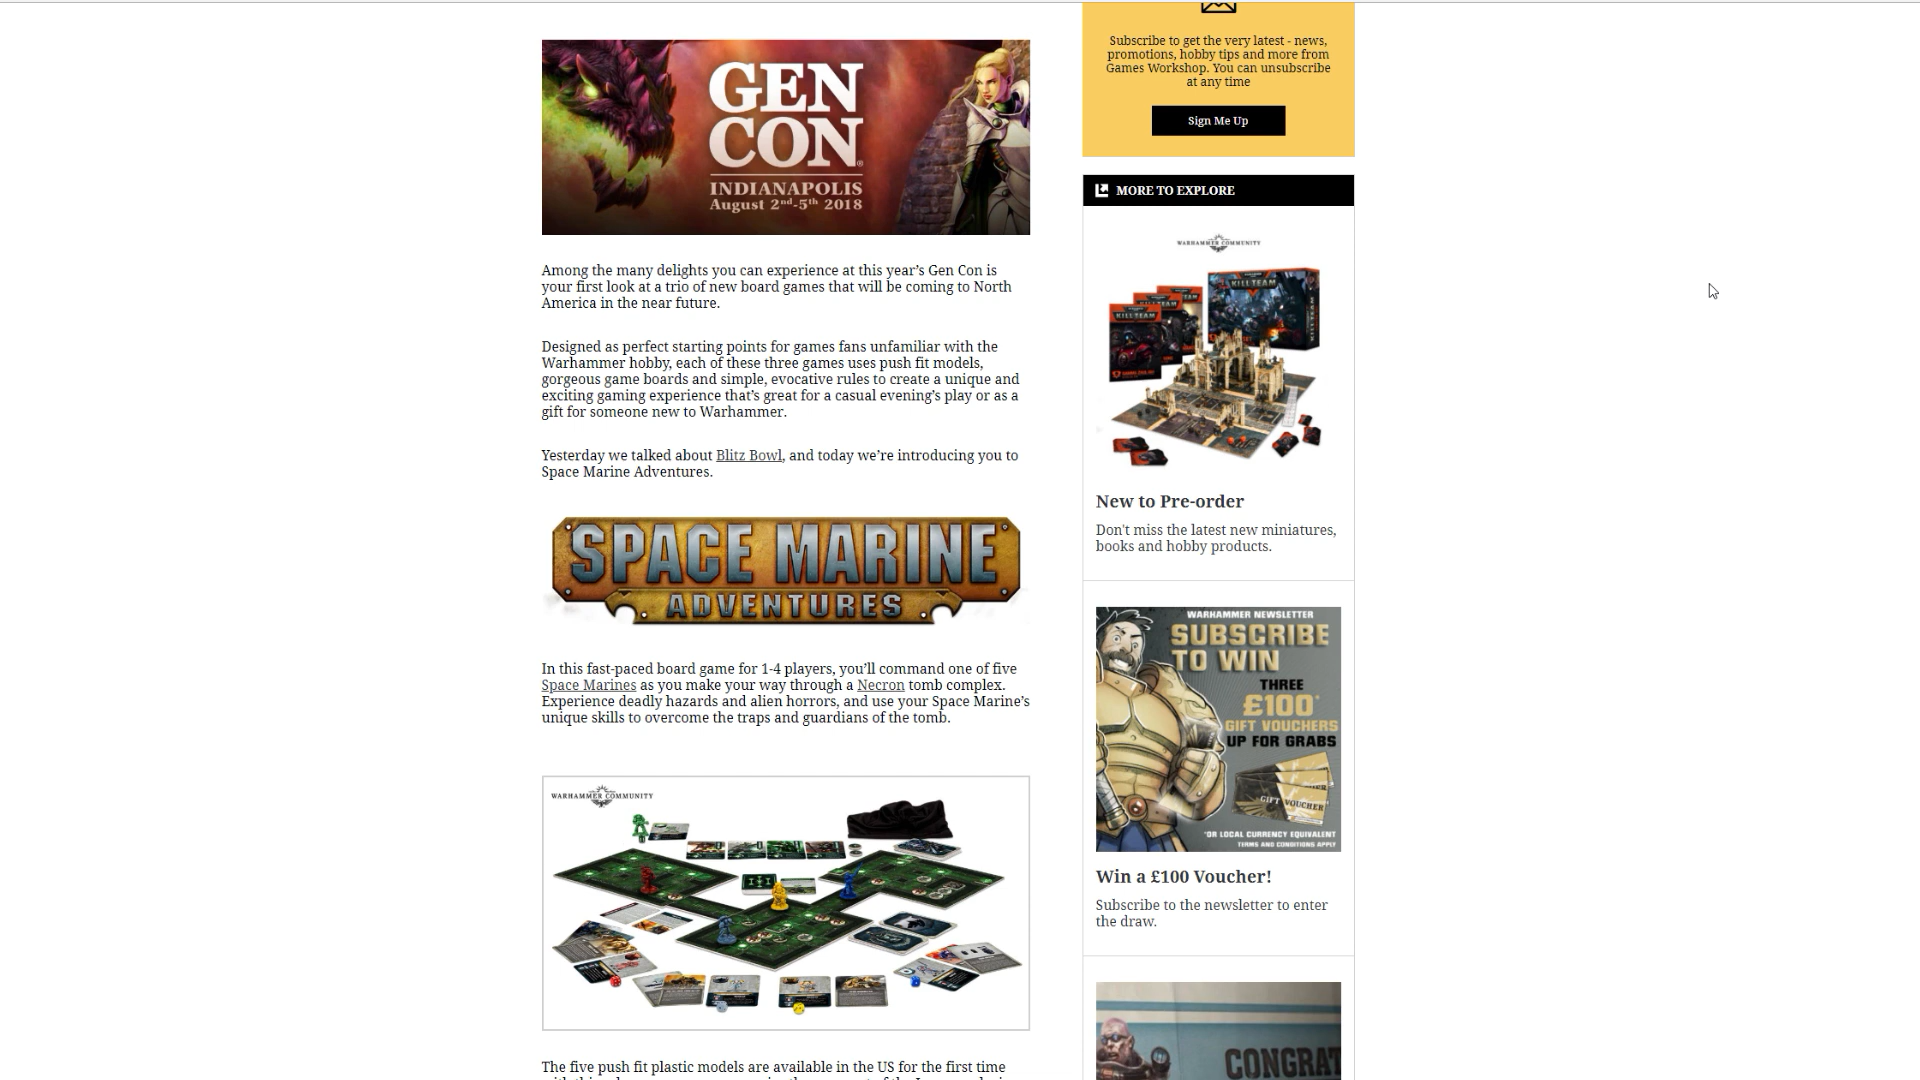 GEN
CON
INDIANAPOLIS
August 2nd-5th 2018
Among the many delights you can experience at this year’s Gen Con is
your first look at a trio of new board games that will be coming to North
America in the near future.
Designed as perfect starting points for games fans unfamiliar with the
Warhammer hobby, each of these three games uses push fit models,
gorgeous game boards and simple, evocative rules to create a unique and
exciting gaming experience that’s great for a casual evening’s play or as a
gift for someone new to Warhammer.
Yesterday we talked about Blitz Bowl, and today we’re introducing you to
Space Marine Adventures.
SPACE MARINE
ADVENTURES
In this fast-paced board game for 1-4 players, you’ll command one of five
Space Marines as you make your way through a Necron tomb complex.
Experience deadly hazards and alien horrors, and use your Space Marine’s
unique skills to overcome the traps and guardians of the tomb.
WARHAMMER COMMUNITY
The five push fit plastic models are available in the US for the first time
Subscribe to get the very latest - news,
promotions, hobby tips and more from
Games Workshop. You can unsubscribe
at any time
Sign Me Up
MORE TO EXPLORE
WARHAMMER COMMUNITY
KILL TEAM
KILL TEAM
KILL TEAM
New to Pre-order
Don't miss the latest new miniatures,
books and hobby products.
WARHAMMER NEWSLETTER
SUBSCRIBE
TO WIN
THREE
£100*
GIFT VOUCHERS
UP FOR GRABS
GIFT VOUCHER
*OR LOCAL CURRENCY EQUIVALENT
TERMS AND CONDITIONS APPLY
Win a £100 Voucher!
Subscribe to the newsletter to enter
the draw.
CONGRAT